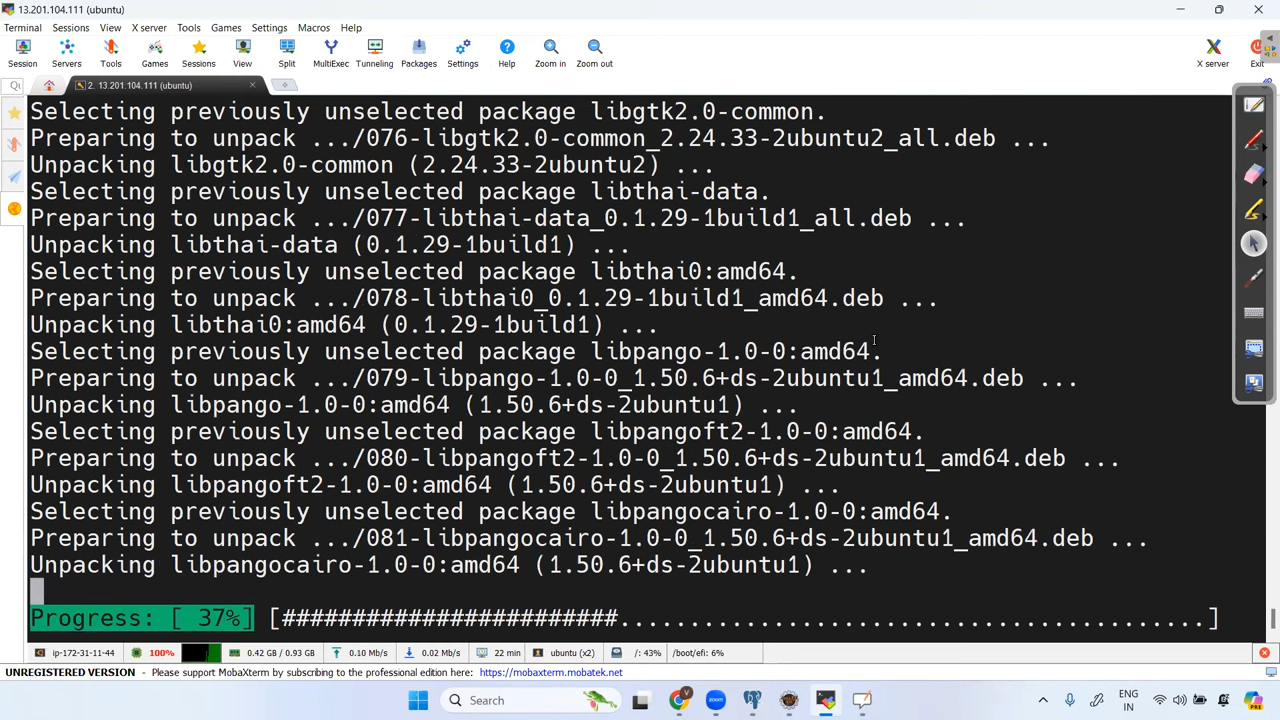 13.201.104.111 (ubuntu)
Terminal Sessions View X server Tools Games Settings Macros Help
Session Servers Tools Games Sessions View Split MultiExec Tunneling Packages Settings Help Zoom in Zoom out X server Exit
2. 13.201.104.111 (ubuntu)
Selecting previously unselected package libgtk2.0-common.
Preparing to unpack .../076-libgtk2.0-common_2.24.33-2ubuntu2_all.deb ...
Unpacking libgtk2.0-common (2.24.33-2ubuntu2) ...
Selecting previously unselected package libthai-data.
Preparing to unpack .../077-libthai-data_0.1.29-1build1_all.deb ...
Unpacking libthai-data (0.1.29-1build1) ...
Selecting previously unselected package libthai0:amd64.
Preparing to unpack .../078-libthai0_0.1.29-1build1_amd64.deb ...
Unpacking libthai0:amd64 (0.1.29-1build1) ...
Selecting previously unselected package libpango-1.0-0:amd64.
Preparing to unpack .../079-libpango-1.0-0_1.50.6+ds-2ubuntu1_amd64.deb ...
Unpacking libpango-1.0-0:amd64 (1.50.6+ds-2ubuntu1) ...
Selecting previously unselected package libpangoft2-1.0-0:amd64.
Preparing to unpack .../080-libpangoft2-1.0-0_1.50.6+ds-2ubuntu1_amd64.deb ...
Unpacking libpangoft2-1.0-0:amd64 (1.50.6+ds-2ubuntu1) ...
Selecting previously unselected package libpangocairo-1.0-0:amd64.
Preparing to unpack .../081-libpangocairo-1.0-0_1.50.6+ds-2ubuntu1_amd64.deb ...
Unpacking libpangocairo-1.0-0:amd64 (1.50.6+ds-2ubuntu1) ...
Progress: [ 37%] [########################..........................................]
ip-172-31-11-44 100% 0.42 GB / 0.93 GB 0.10 Mb/s 0.02 Mb/s 22 min ubuntu (x2) /: 43% /boot/efi: 6%
UNREGISTERED VERSION - Please support MobaXterm by subscribing to the professional edition here: https://mobaxterm.mobatek.net
Search
ENG
IN